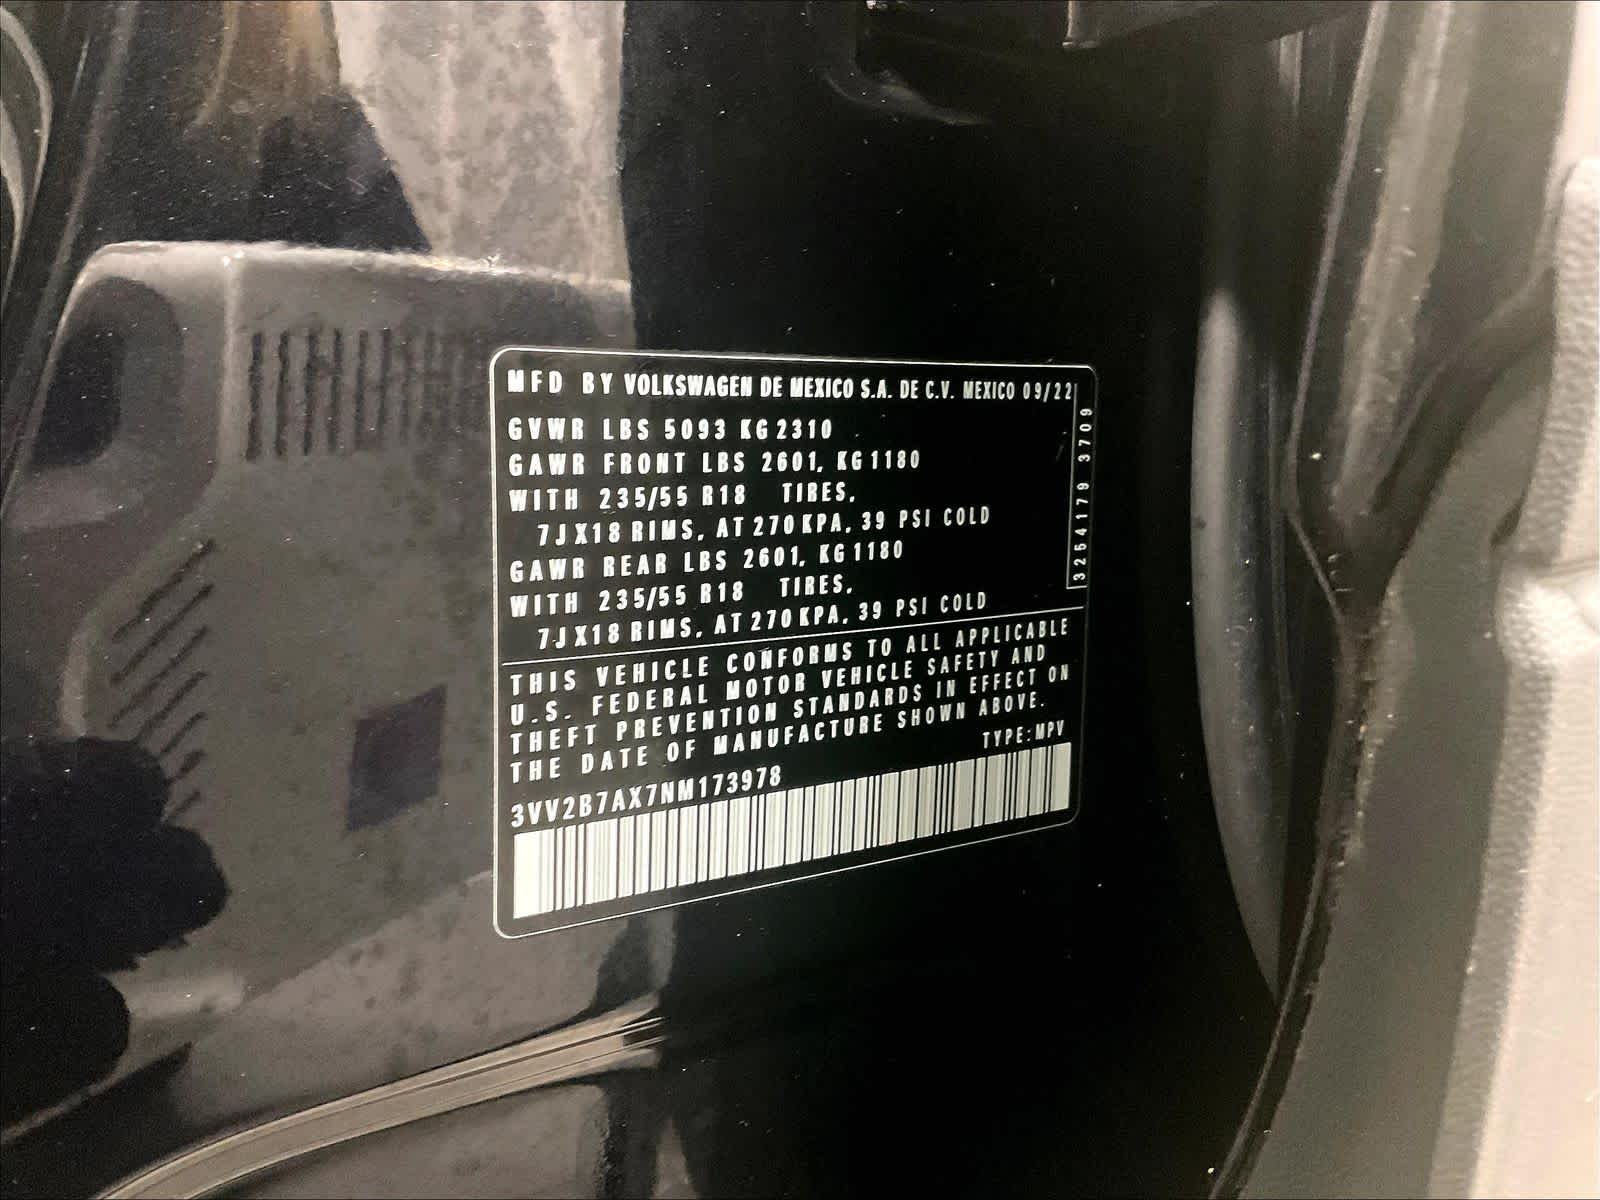 MFD BY VOLKSWAGEN DE MEXICO S.A. DE C.V. MEXICO 09/22
GVWR LBS 5093 KG 2310
GAWR FRONT LBS 2601, KG 1180
WITH 235/55 R18 TIRES,
7J X18 RIMS, AT 270 KPA, 39 PSI COLD
GAWR REAR LBS 2601, KG 1180
WITH 235/55 R18 TIRES,
7J X18 RIMS, AT 270 KPA, 39 PSI COLD
3264179 3709
THIS VEHICLE CONFORMS TO ALL APPLICABLE
U.S. FEDERAL MOTOR VEHICLE SAFETY AND
THEFT PREVENTION STANDARDS IN EFFECT ON
THE DATE OF MANUFACTURE SHOWN ABOVE.
TYPE: MPV
3VV2B7AX7NM173978